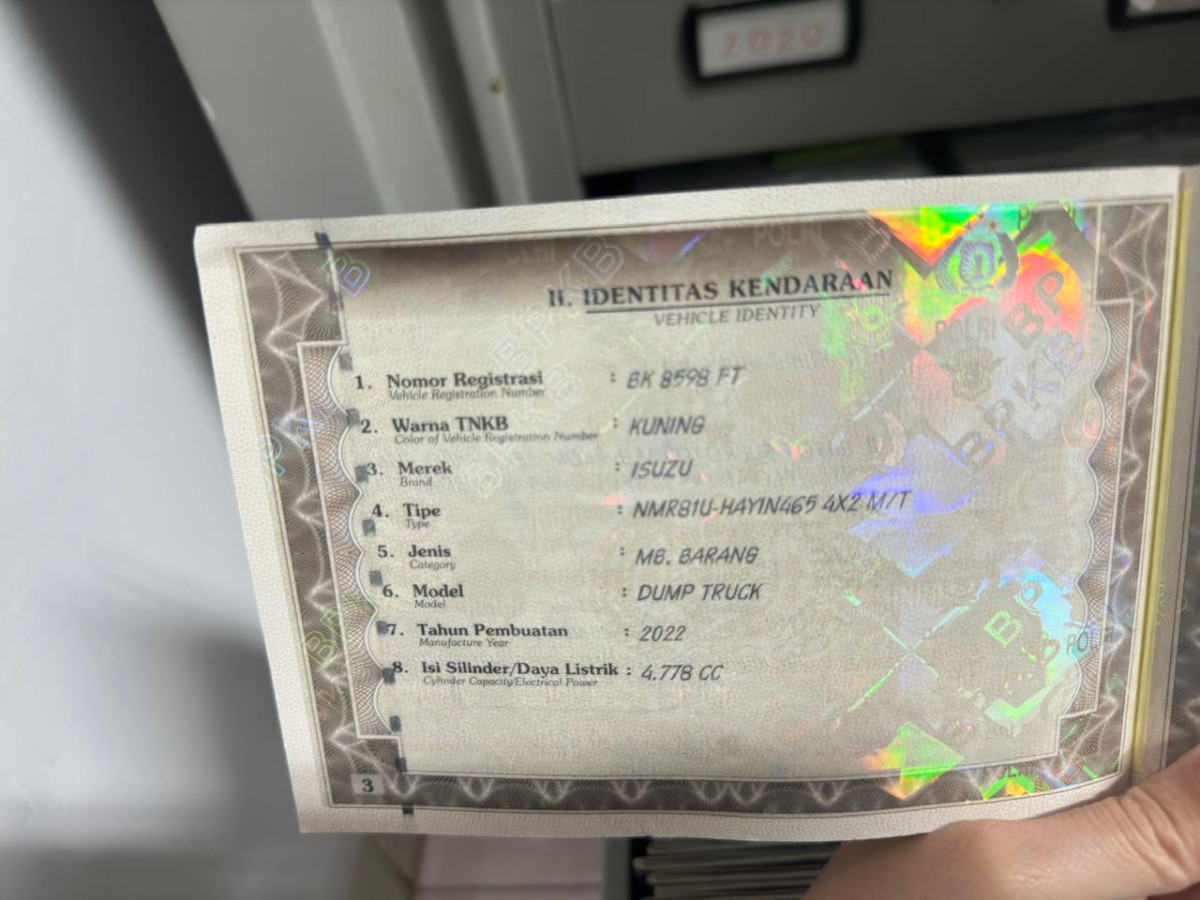 2020
II. IDENTITAS KENDARAAN
VEHICLE IDENTITY
1. Nomor Registrasi : BK 8598 FT
Vehicle Registration Number
2. Warna TNKB : KUNING
Color of Vehicle Registration Number
3. Merek : ISUZU
Brand
4. Tipe : NMR81U-H4YIN465 4X2 M/T
Type
5. Jenis : MB. BARANG
Category
6. Model : DUMP TRUCK
Model
7. Tahun Pembuatan : 2022
Manufacture Year
8. Isi Silinder/Daya Listrik : 4.778 CC
Cylinder Capacity/Electrical Power
3
POLRI
BPKB